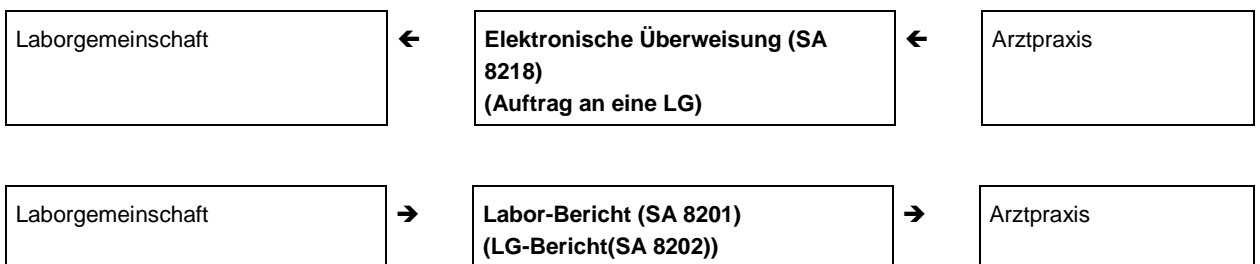 Laborgemeinschaft 🡨 Elektronische Überweisung (SA 🡨 Arztpraxis
8218)
(Auftrag an eine LG)
Laborgemeinschaft 🡪 Labor-Bericht (SA 8201) 🡪 Arztpraxis
(LG-Bericht(SA 8202))